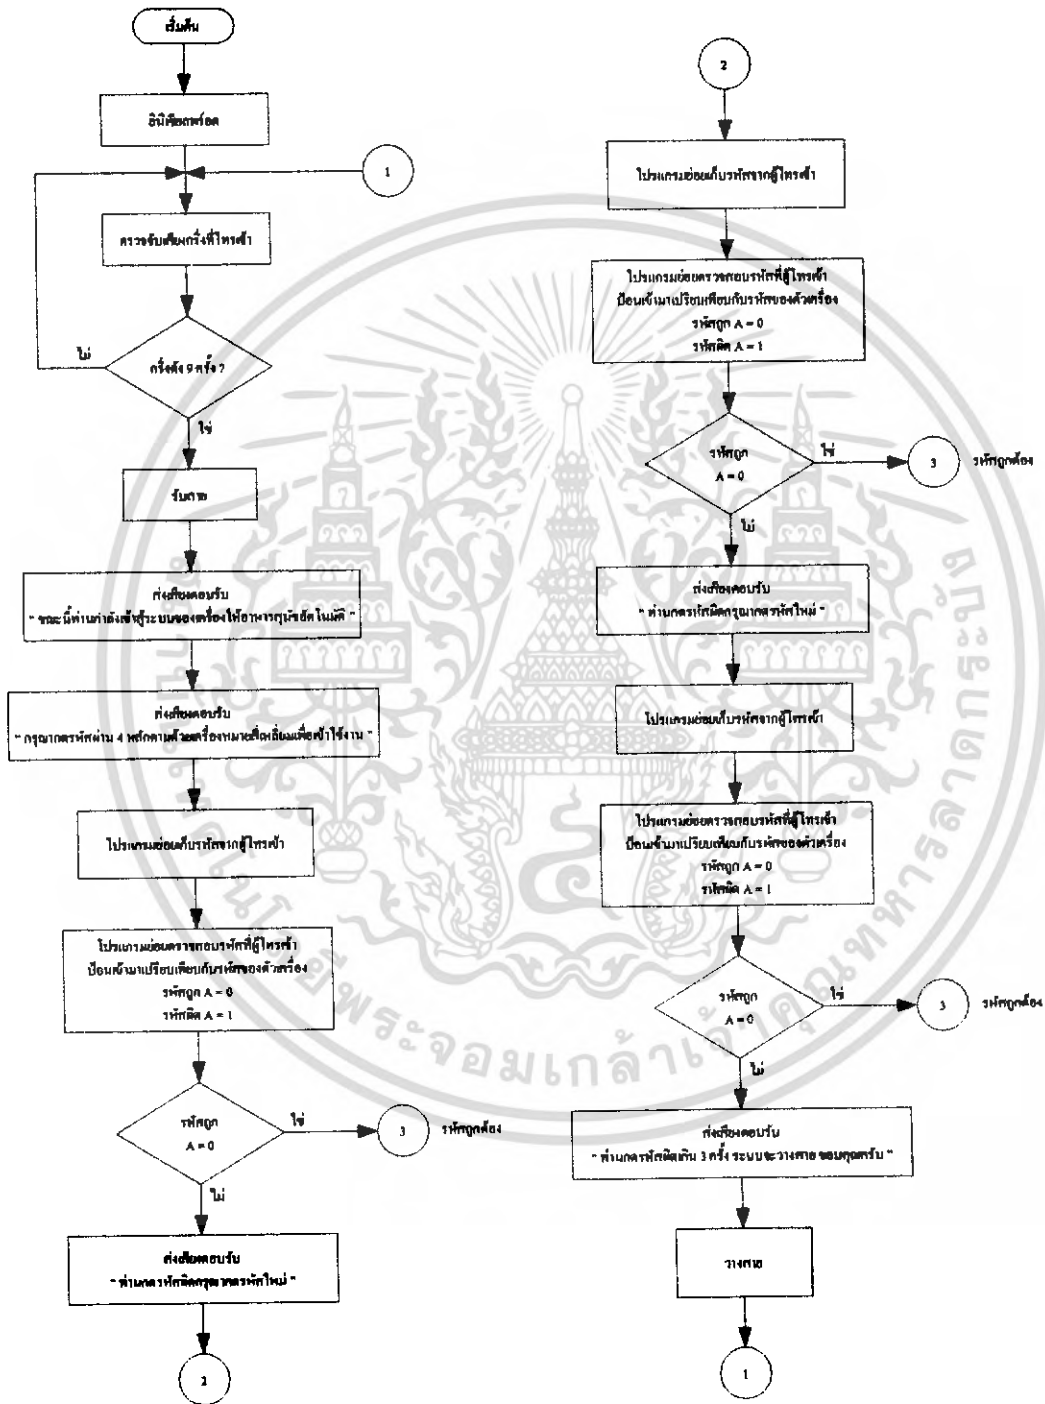 เริ่มต้น
อินิเชียลพร์อต
1
ตรวจจับเสียงกริ่งที่โทรเข้า
กริ่งดัง 9 ครั้ง ?
ไม่
ใช่
รับสาย
ส่งเสียงตอบรับ
" ขณะนี้ท่านกำลังเข้าสู่ระบบของเครื่องให้อาหารสุนัขอัตโนมัติ "
ส่งเสียงตอบรับ
" กรุณากดรหัสผ่าน 4 หลักตามด้วยเครื่องหมายสี่เหลี่ยมเพื่อเข้าใช้งาน "
โปรแกรมย่อยเก็บรหัสจากผู้โทรเข้า
โปรแกรมย่อยตรวจสอบรหัสที่ผู้โทรเข้า
ป้อนเข้ามาเปรียบเทียบกับรหัสของตัวเครื่อง
รหัสถูก A = 0
รหัสผิด A = 1
รหัสถูก
A = 0
ใช่
3
รหัสถูกต้อง
ไม่
ส่งเสียงตอบรับ
" ท่านกดรหัสผิดกรุณากดรหัสใหม่ "
2
2
โปรแกรมย่อยเก็บรหัสจากผู้โทรเข้า
โปรแกรมย่อยตรวจสอบรหัสที่ผู้โทรเข้า
ป้อนเข้ามาเปรียบเทียบกับรหัสของตัวเครื่อง
รหัสถูก A = 0
รหัสผิด A = 1
รหัสถูก
A = 0
ใช่
3
รหัสถูกต้อง
ไม่
ส่งเสียงตอบรับ
" ท่านกดรหัสผิดกรุณากดรหัสใหม่ "
โปรแกรมย่อยเก็บรหัสจากผู้โทรเข้า
โปรแกรมย่อยตรวจสอบรหัสที่ผู้โทรเข้า
ป้อนเข้ามาเปรียบเทียบกับรหัสของตัวเครื่อง
รหัสถูก A = 0
รหัสผิด A = 1
รหัสถูก
A = 0
ใช่
3
รหัสถูกต้อง
ไม่
ส่งเสียงตอบรับ
" ท่านกดรหัสผิดเกิน 3 ครั้ง ระบบจะวางสาย ขอบคุณครับ "
วางสาย
1
พระจอมเกล้าเจ้าคุณทหารลาดกระบัง